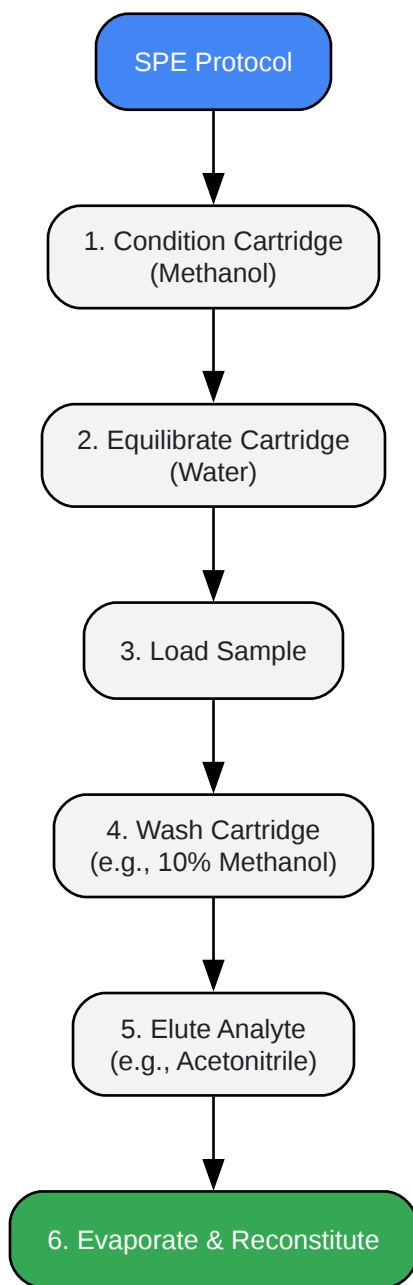 SPE Protocol
1. Condition Cartridge
(Methanol)
2. Equilibrate Cartridge
(Water)
3. Load Sample
4. Wash Cartridge
(e.g., 10% Methanol)
5. Elute Analyte
(e.g., Acetonitrile)
6. Evaporate & Reconstitute